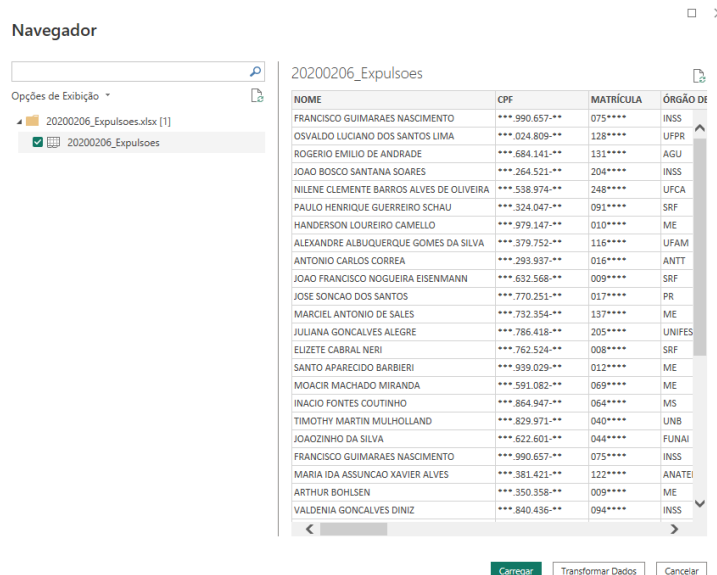 Navegador
Opções de Exibição
20200206_Expulsoes.xlsx [1]
20200206_Expulsoes
20200206_Expulsoes
NOME CPF MATRÍCULA ÓRGÃO DE
FRANCISCO GUIMARAES NASCIMENTO ***.990.657-** 075**** INSS
OSVALDO LUCIANO DOS SANTOS LIMA ***.024.809-** 128**** UFPR
ROGERIO EMILIO DE ANDRADE ***.684.141-** 131**** AGU
JOAO BOSCO SANTANA SOARES ***.264.521-** 204**** INSS
NILENE CLEMENTE BARROS ALVES DE OLIVEIRA ***.538.974-** 248**** UFCA
PAULO HENRIQUE GUERREIRO SCHAU ***.324.047-** 091**** SRF
HANDERSON LOUREIRO CAMELLO ***.979.147-** 010**** ME
ALEXANDRE ALBUQUERQUE GOMES DA SILVA ***.379.752-** 116**** UFAM
ANTONIO CARLOS CORREA ***.293.937-** 016**** ANTT
JOAO FRANCISCO NOGUEIRA EISENMANN ***.632.568-** 009**** SRF
JOSE SONCAO DOS SANTOS ***.770.251-** 017**** PR
MARCIEL ANTONIO DE SALES ***.732.354-** 137**** ME
JULIANA GONCALVES ALEGRE ***.786.418-** 205**** UNIFES
ELIZETE CABRAL NERI ***.762.524-** 008**** SRF
SANTO APARECIDO BARBIERI ***.939.029-** 012**** ME
MOACIR MACHADO MIRANDA ***.591.082-** 069**** ME
INACIO FONTES COUTINHO ***.864.947-** 064**** MS
TIMOTHY MARTIN MULHOLLAND ***.829.971-** 040**** UNB
JOAOZINHO DA SILVA ***.622.601-** 044**** FUNAI
FRANCISCO GUIMARAES NASCIMENTO ***.990.657-** 075**** INSS
MARIA IDA ASSUNCAO XAVIER ALVES ***.381.421-** 122**** ANATEL
ARTHUR BOHLSEN ***.350.358-** 009**** ME
VALDENIA GONCALVES DINIZ ***.840.436-** 094**** INSS
Carregar Transformar Dados Cancelar